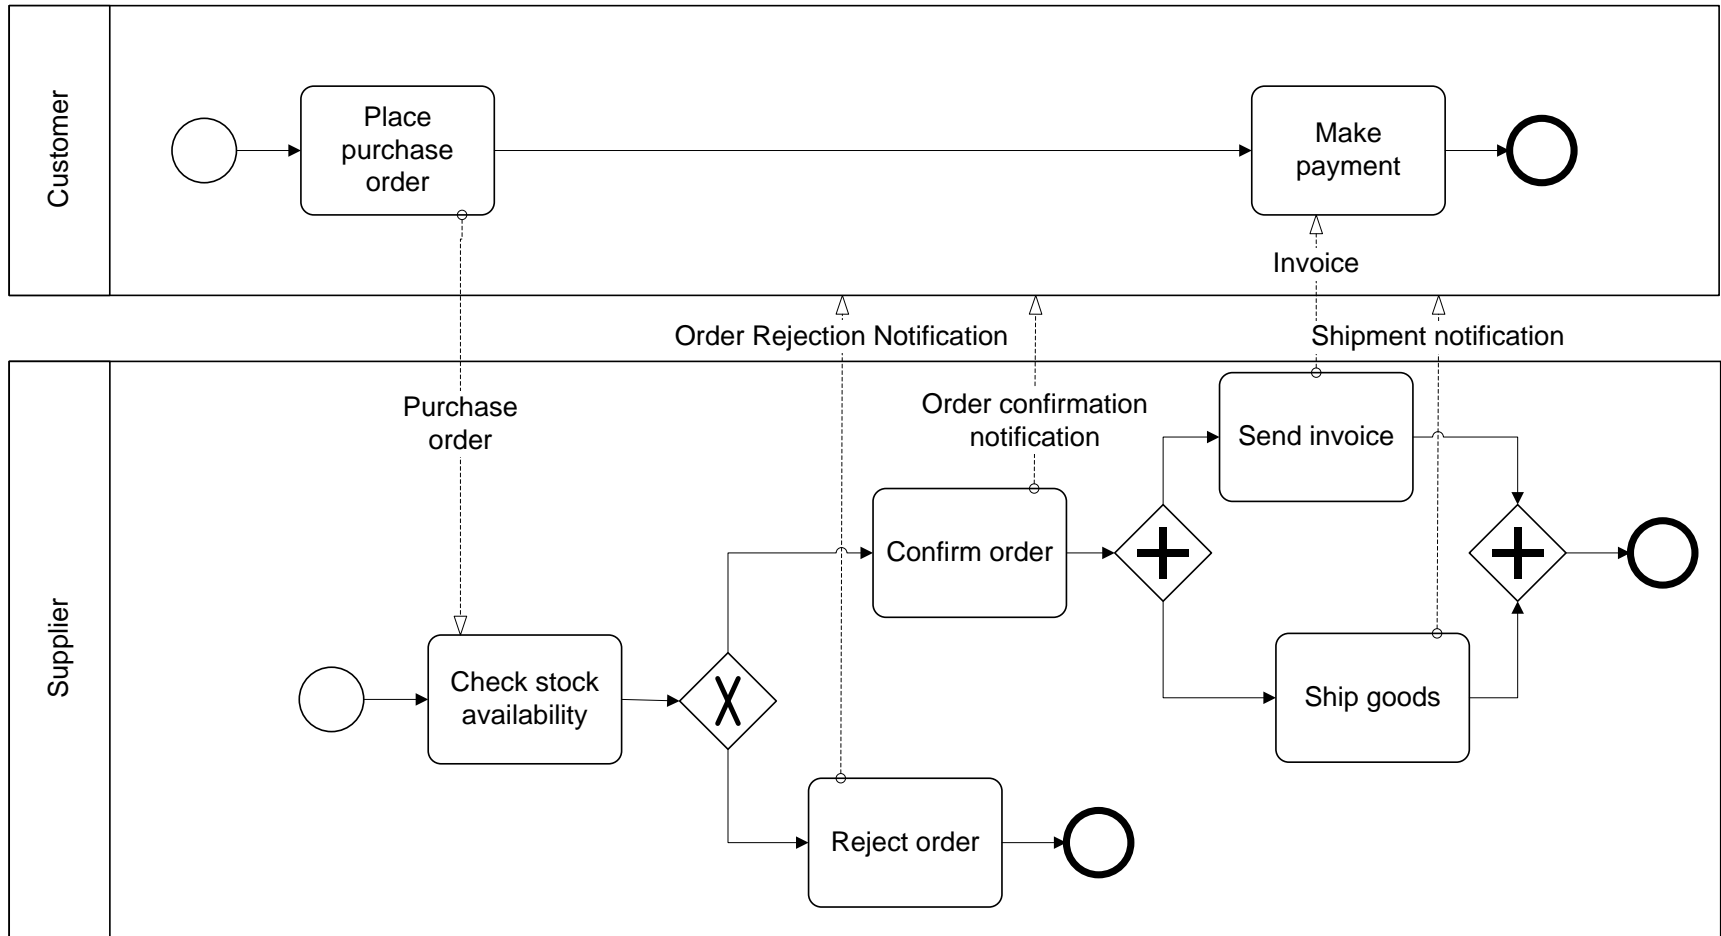 Customer
Place
purchase
order
Make
payment
Invoice
Order Rejection Notification
Shipment notification
Supplier
Purchase
order
Order confirmation
notification
Send invoice
Confirm order
Check stock
availability
Ship goods
Reject order